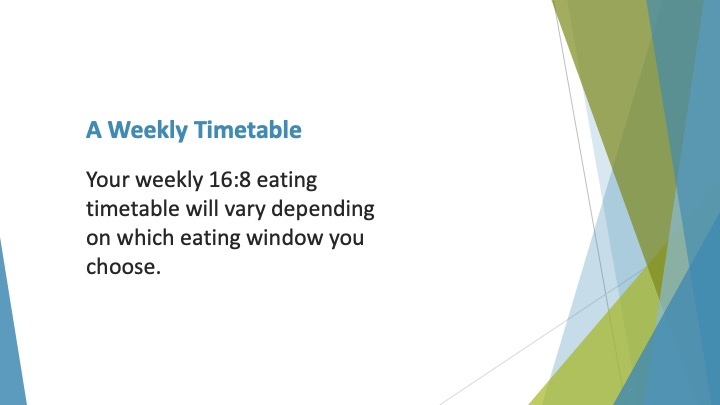 A Weekly Timetable
Your weekly 16:8 eating
timetable will vary depending
on which eating window you
choose.